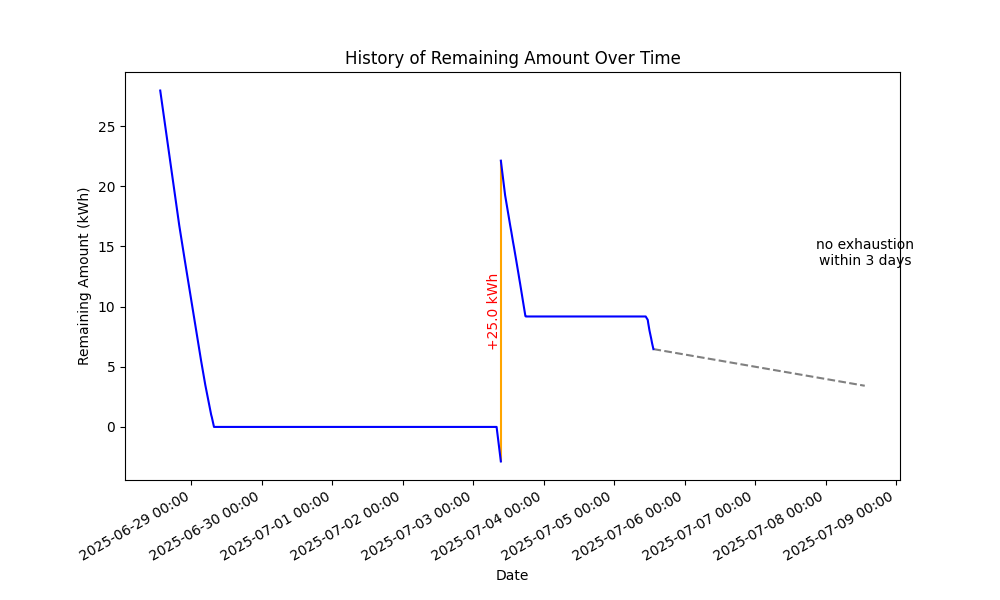 History of Remaining Amount Over Time
Remaining Amount (kWh)
25
20
15
10
5
0
+25.0 kWh
no exhaustion
within 3 days
2025-06-29 00:00
2025-06-30 00:00
2025-07-01 00:00
2025-07-02 00:00
2025-07-03 00:00
2025-07-04 00:00
2025-07-05 00:00
2025-07-06 00:00
2025-07-07 00:00
2025-07-08 00:00
2025-07-09 00:00
Date